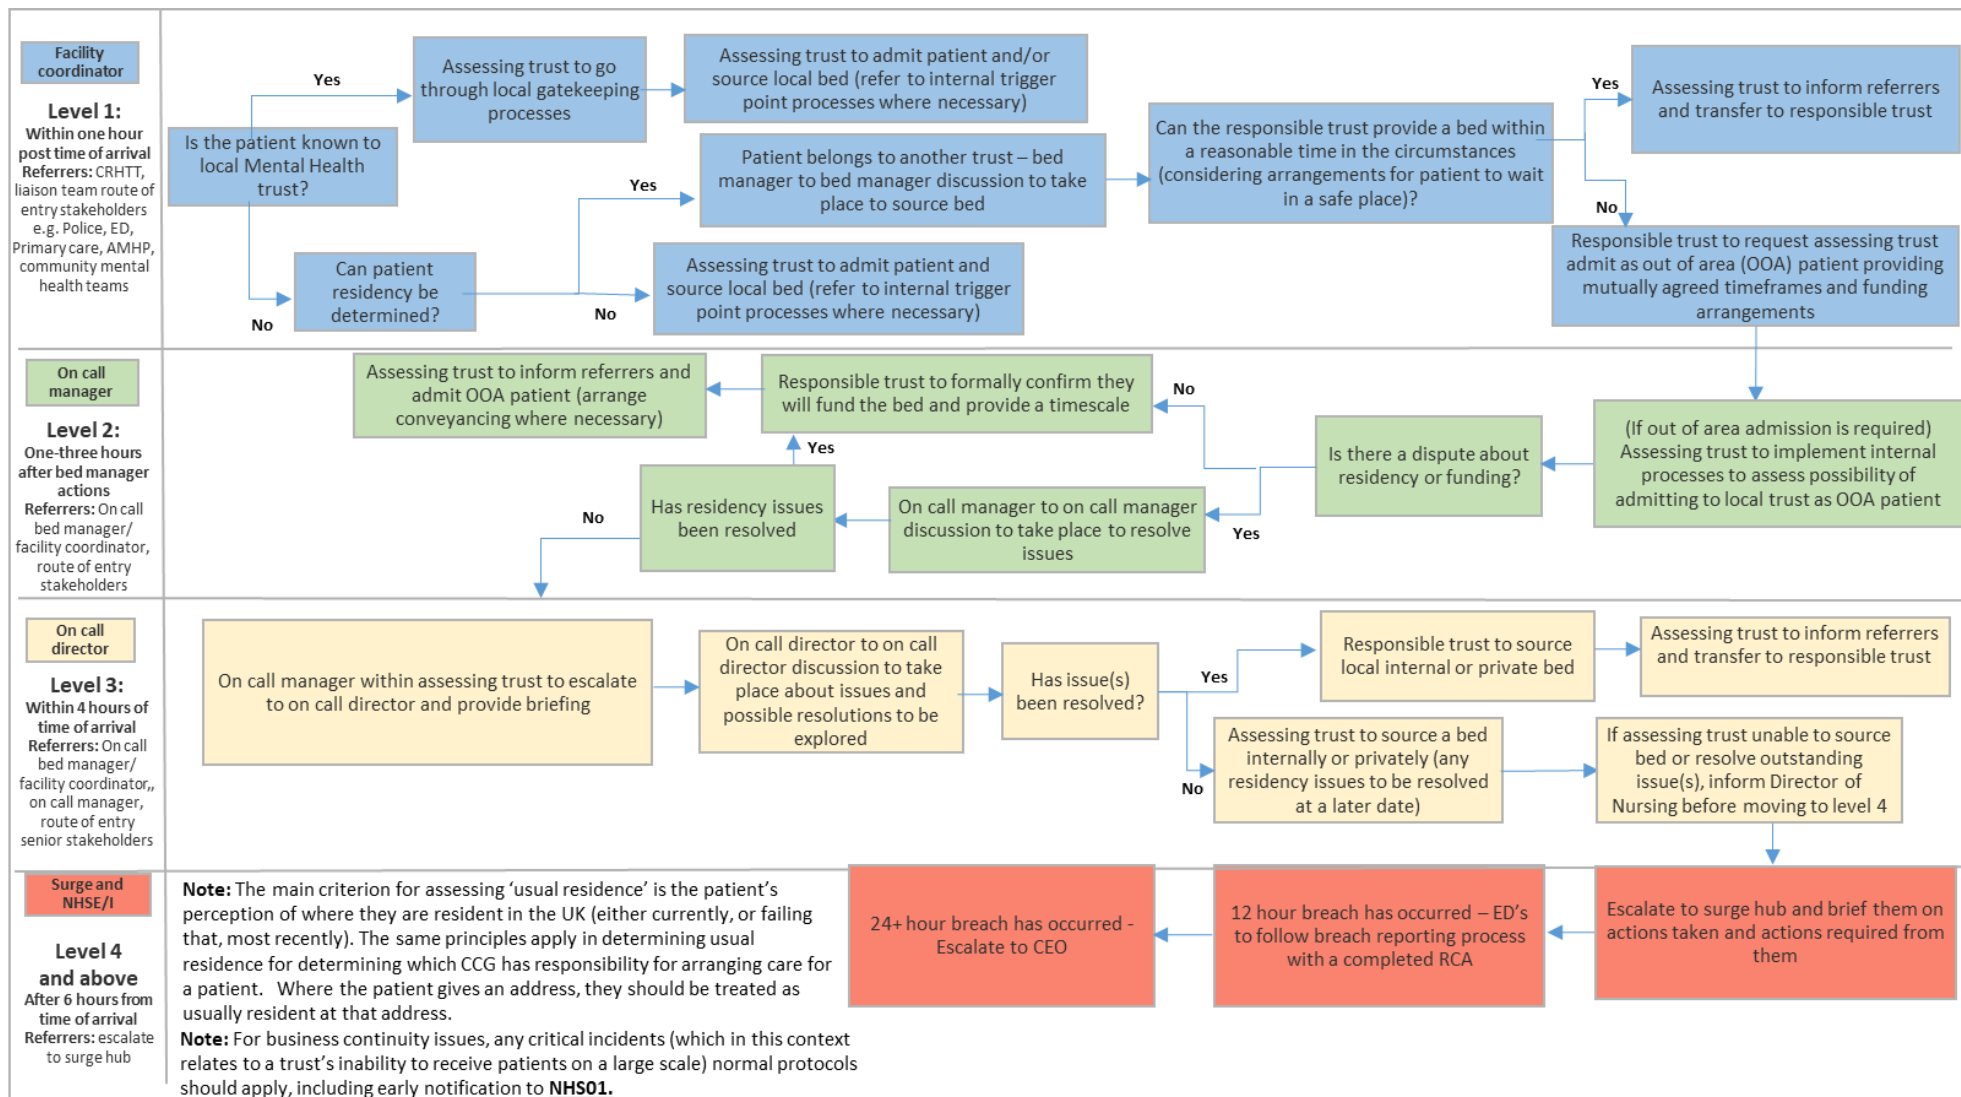 Facility
coordinator
Level 1:
Within one hour
post time of arrival
Referrers: CRHTT,
liaison team route of
entry stakeholders
e.g. Police, ED,
Primary care, AMHP,
community mental
health teams
Is the patient known to
local Mental Health
trust?
Yes
Assessing trust to go
through local gatekeeping
processes
Assessing trust to admit patient and/or
source local bed (refer to internal trigger
point processes where necessary)
No
Can patient
residency be
determined?
Yes
Patient belongs to another trust – bed
manager to bed manager discussion to take
place to source bed
No
Assessing trust to admit patient and
source local bed (refer to internal trigger
point processes where necessary)
Can the responsible trust provide a bed within
a reasonable time in the circumstances
(considering arrangements for patient to wait
in a safe place)?
Yes
Assessing trust to inform referrers
and transfer to responsible trust
No
Responsible trust to request assessing trust
admit as out of area (OOA) patient providing
mutually agreed timeframes and funding
arrangements
On call
manager
Level 2:
One-three hours
after bed manager
actions
Referrers: On call
bed manager/
facility coordinator,
route of entry
stakeholders
(If out of area admission is required)
Assessing trust to implement internal
processes to assess possibility of
admitting to local trust as OOA patient
Is there a dispute about
residency or funding?
No
Responsible trust to formally confirm they
will fund the bed and provide a timescale
Assessing trust to inform referrers and
admit OOA patient (arrange
conveyancing where necessary)
Yes
On call manager to on call manager
discussion to take place to resolve
issues
Has residency issues
been resolved
Yes
No
On call
director
Level 3:
Within 4 hours of
time of arrival
Referrers: On call
bed manager/
facility coordinator,,
on call manager,
route of entry
senior stakeholders
On call manager within assessing trust to escalate
to on call director and provide briefing
On call director to on call
director discussion to take
place about issues and
possible resolutions to be
explored
Has issue(s)
been resolved?
Yes
Responsible trust to source
local internal or private bed
Assessing trust to inform referrers
and transfer to responsible trust
No
Assessing trust to source a bed
internally or privately (any
residency issues to be resolved
at a later date)
If assessing trust unable to source
bed or resolve outstanding
issue(s), inform Director of
Nursing before moving to level 4
Surge and
NHSE/I
Level 4
and above
After 6 hours from
time of arrival
Referrers: escalate
to surge hub
Escalate to surge hub and brief them on
actions taken and actions required from
them
12 hour breach has occurred – ED's
to follow breach reporting process
with a completed RCA
24+ hour breach has occurred -
Escalate to CEO
Note: The main criterion for assessing ‘usual residence’ is the patient’s
perception of where they are resident in the UK (either currently, or failing
that, most recently). The same principles apply in determining usual
residence for determining which CCG has responsibility for arranging care for
a patient. Where the patient gives an address, they should be treated as
usually resident at that address.
Note: For business continuity issues, any critical incidents (which in this context
relates to a trust’s inability to receive patients on a large scale) normal protocols
should apply, including early notification to NHS01.